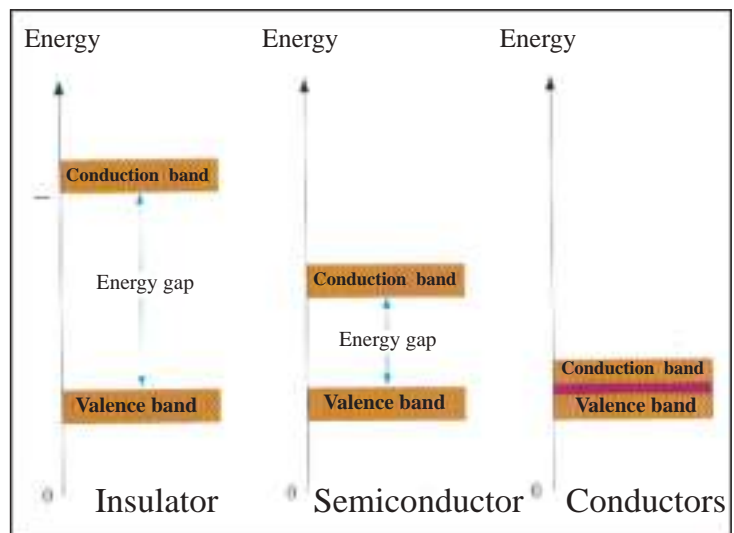 Energy
Energy
Energy
Conduction band
Energy gap
Valence band
0
Insulator
Conduction band
Energy gap
Valence band
0
Semiconductor
Conduction band
Valence band
0
Conductors